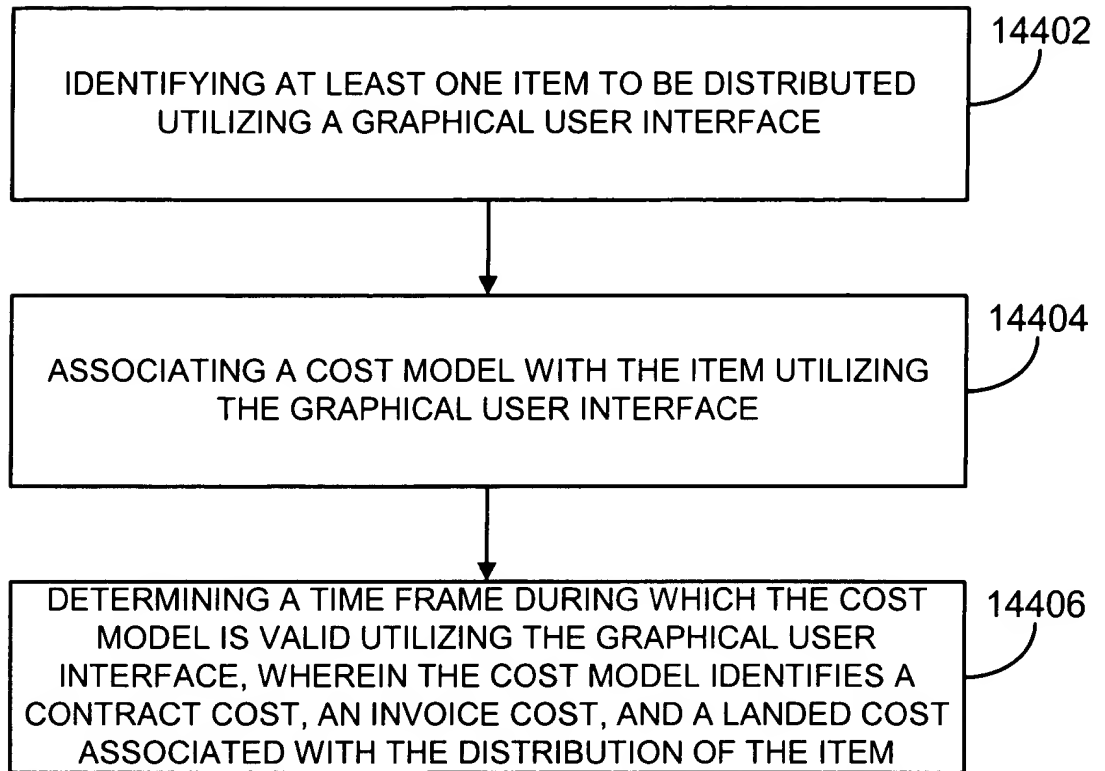 14402
IDENTIFYING AT LEAST ONE ITEM TO BE DISTRIBUTED
UTILIZING A GRAPHICAL USER INTERFACE
14404
ASSOCIATING A COST MODEL WITH THE ITEM UTILIZING
THE GRAPHICAL USER INTERFACE
14406
DETERMINING A TIME FRAME DURING WHICH THE COST
MODEL IS VALID UTILIZING THE GRAPHICAL USER
INTERFACE, WHEREIN THE COST MODEL IDENTIFIES A
CONTRACT COST, AN INVOICE COST, AND A LANDED COST
ASSOCIATED WITH THE DISTRIBUTION OF THE ITEM